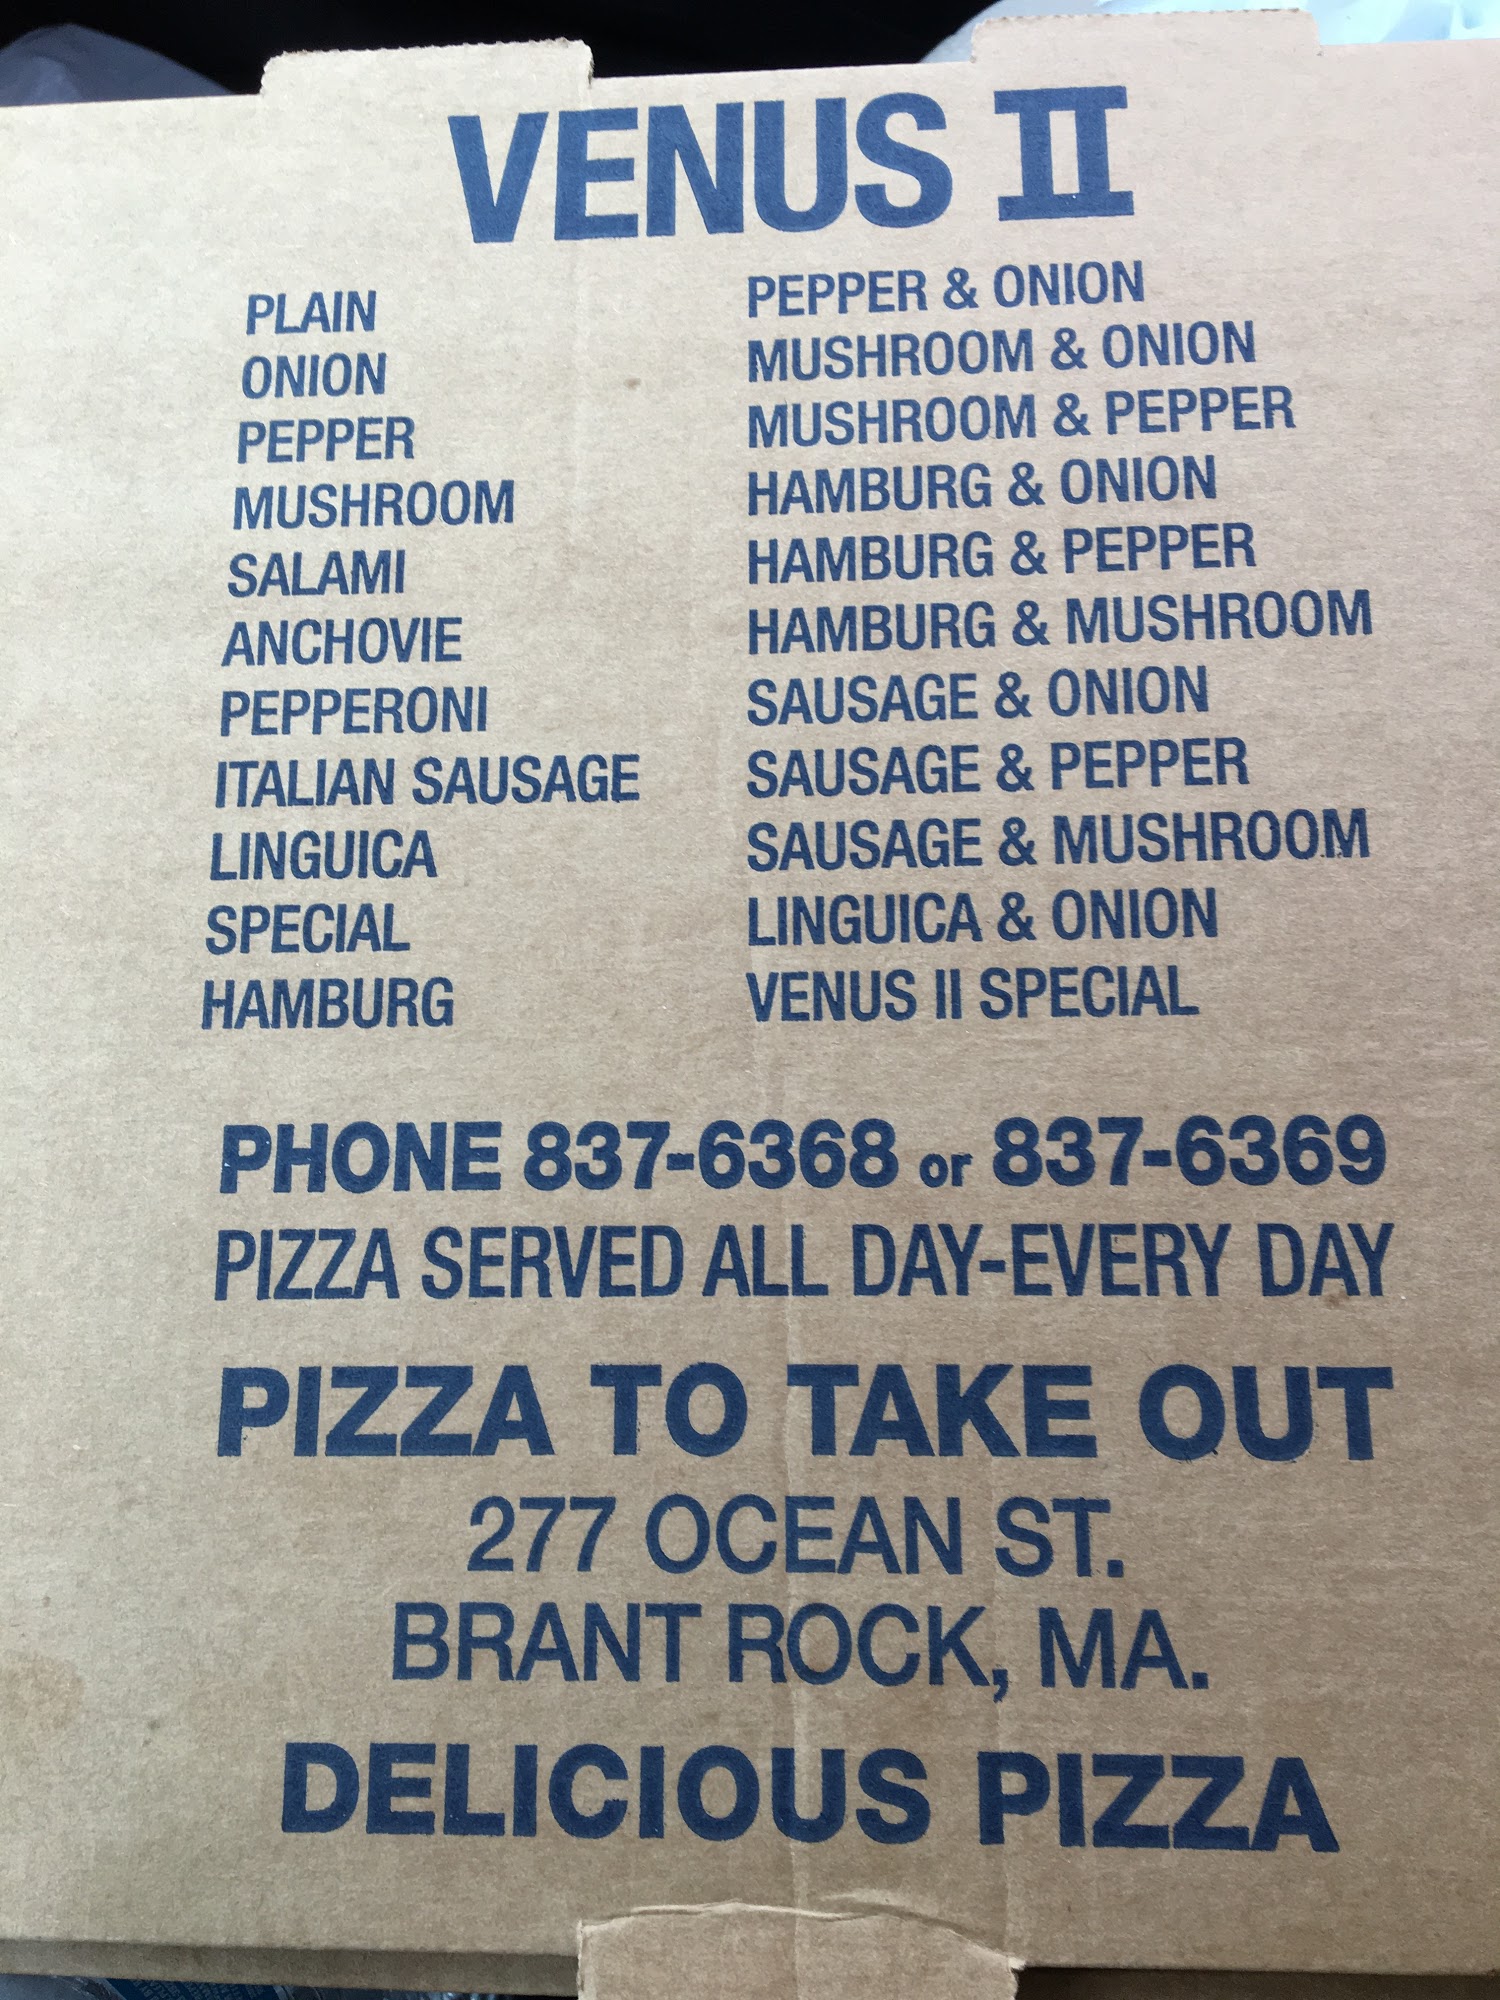 VENUS II
PLAIN
ONION
PEPPER
MUSHROOM
SALAMI
ANCHOVIE
PEPPERONI
ITALIAN SAUSAGE
LINGUICA
SPECIAL
HAMBURG
PEPPER & ONION
MUSHROOM & ONION
MUSHROOM & PEPPER
HAMBURG & ONION
HAMBURG & PEPPER
HAMBURG & MUSHROOM
SAUSAGE & ONION
SAUSAGE & PEPPER
SAUSAGE & MUSHROOM
LINGUICA & ONION
VENUS II SPECIAL
PHONE 837-6368 or 837-6369
PIZZA SERVED ALL DAY-EVERY DAY
PIZZA TO TAKE OUT
277 OCEAN ST.
BRANT ROCK, MA.
DELICIOUS PIZZA